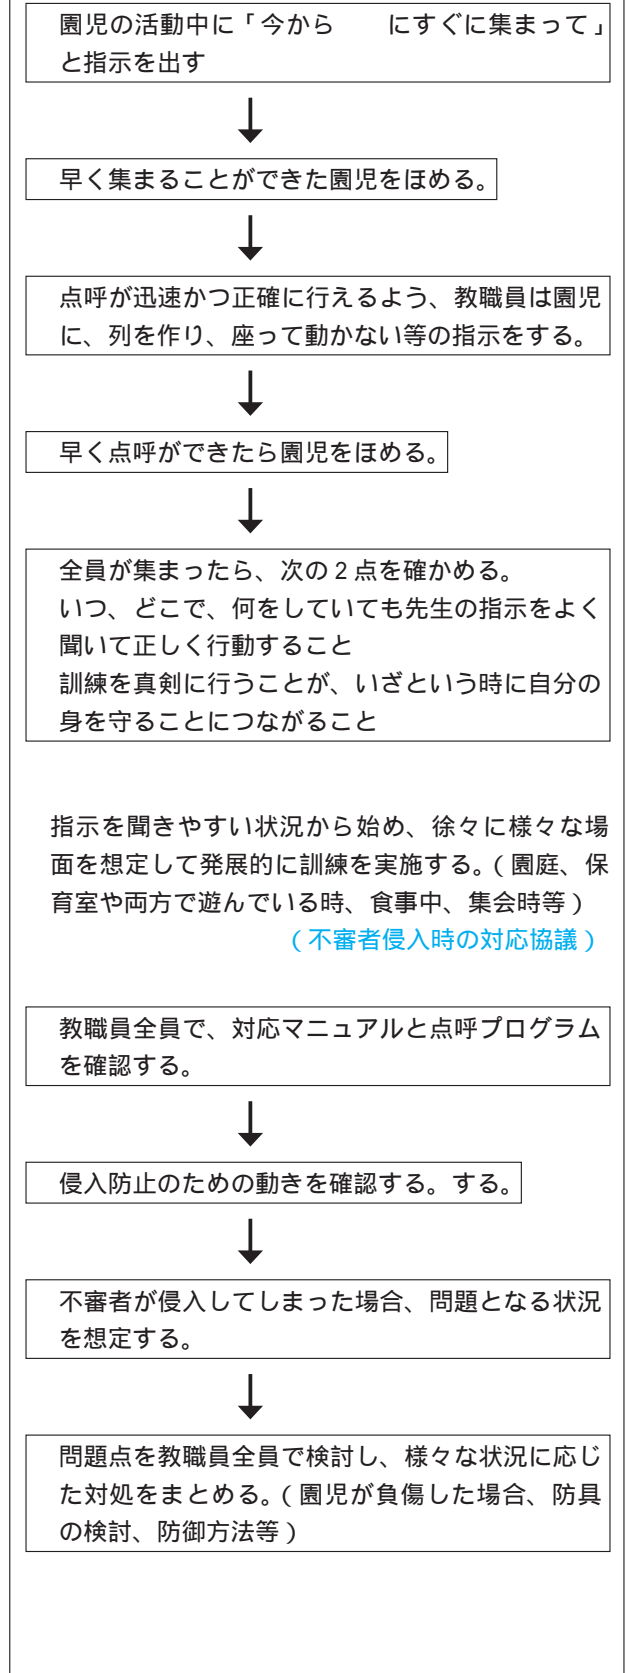 園児の活動中に「今から　　にすぐに集まって」
と指示を出す
早く集まることができた園児をほめる。
点呼が迅速かつ正確に行えるよう、教職員は園児
に、列を作り、座って動かない等の指示をする。
早く点呼ができたら園児をほめる。
全員が集まったら、次の２点を確かめる。
いつ、どこで、何をしていても先生の指示をよく
聞いて正しく行動すること
訓練を真剣に行うことが、いざという時に自分の
身を守ることにつながること
指示を聞きやすい状況から始め、徐々に様々な場
面を想定して発展的に訓練を実施する。（園庭、保
育室や両方で遊んでいる時、食事中、集会時等）
（不審者侵入時の対応協議）
教職員全員で、対応マニュアルと点呼プログラム
を確認する。
侵入防止のための動きを確認する。する。
不審者が侵入してしまった場合、問題となる状況
を想定する。
問題点を教職員全員で検討し、様々な状況に応じ
た対処をまとめる。（園児が負傷した場合、防具
の検討、防御方法等）